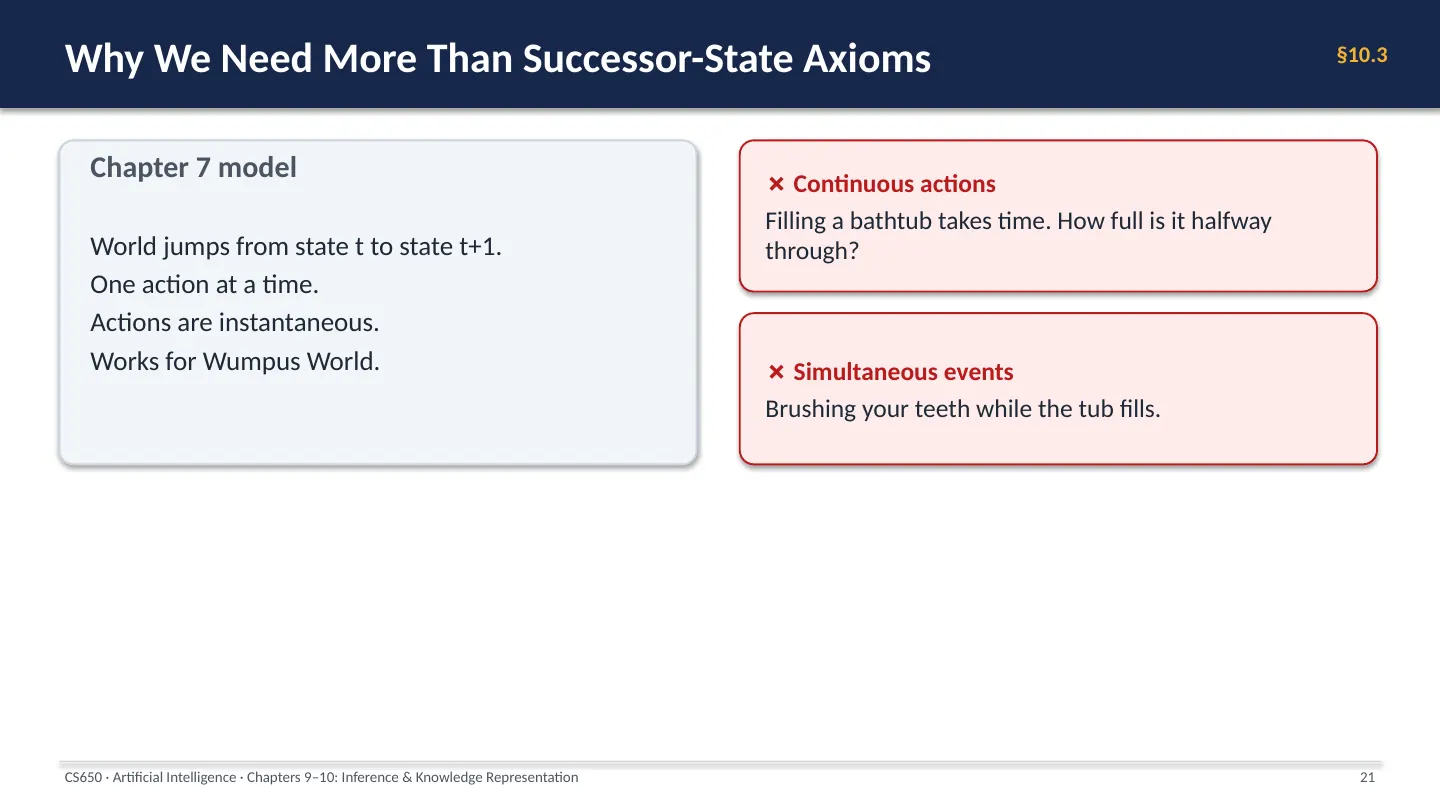 Why We Need More Than Successor-State Axioms
§10.3
Chapter 7 model
World jumps from state t to state t+1.
One action at a time.
Actions are instantaneous.
Works for Wumpus World.
× Continuous actions
Filling a bathtub takes time. How full is it halfway
through?
× Simultaneous events
Brushing your teeth while the tub fills.
CS650 · Artificial Intelligence · Chapters 9–10: Inference & Knowledge Representation
21